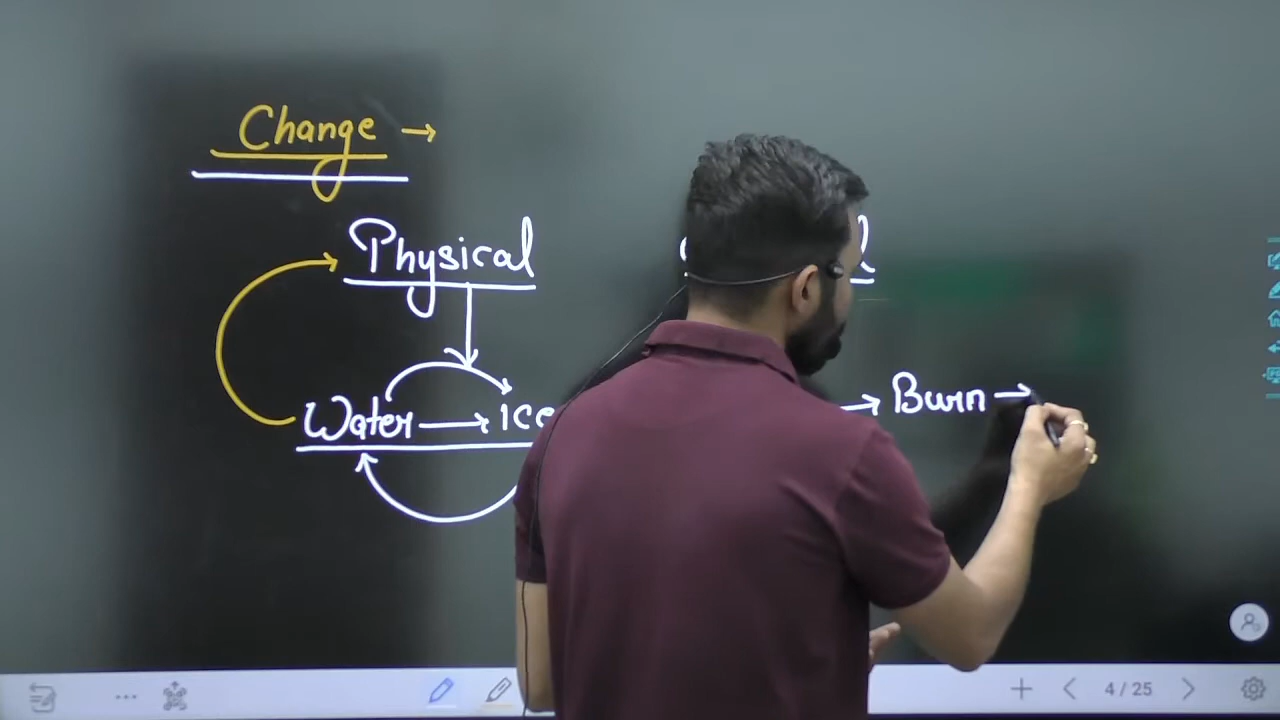 Change →
Physical
Water → ice → Burn →
4 / 25